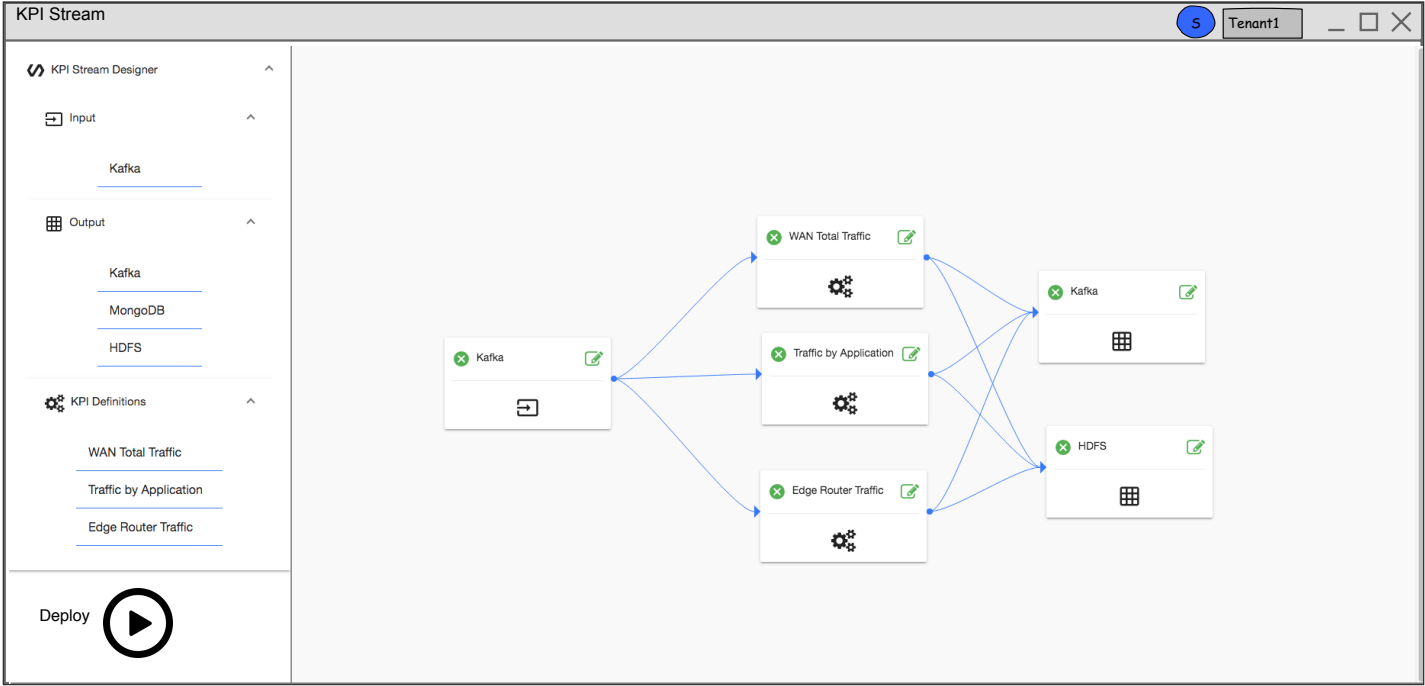 KPI Stream
S
Tenant1
KPI Stream Designer
Input
Kafka
Output
Kafka
MongoDB
HDFS
KPI Definitions
WAN Total Traffic
Traffic by Application
Edge Router Traffic
Deploy
Kafka
WAN Total Traffic
Traffic by Application
Edge Router Traffic
Kafka
HDFS